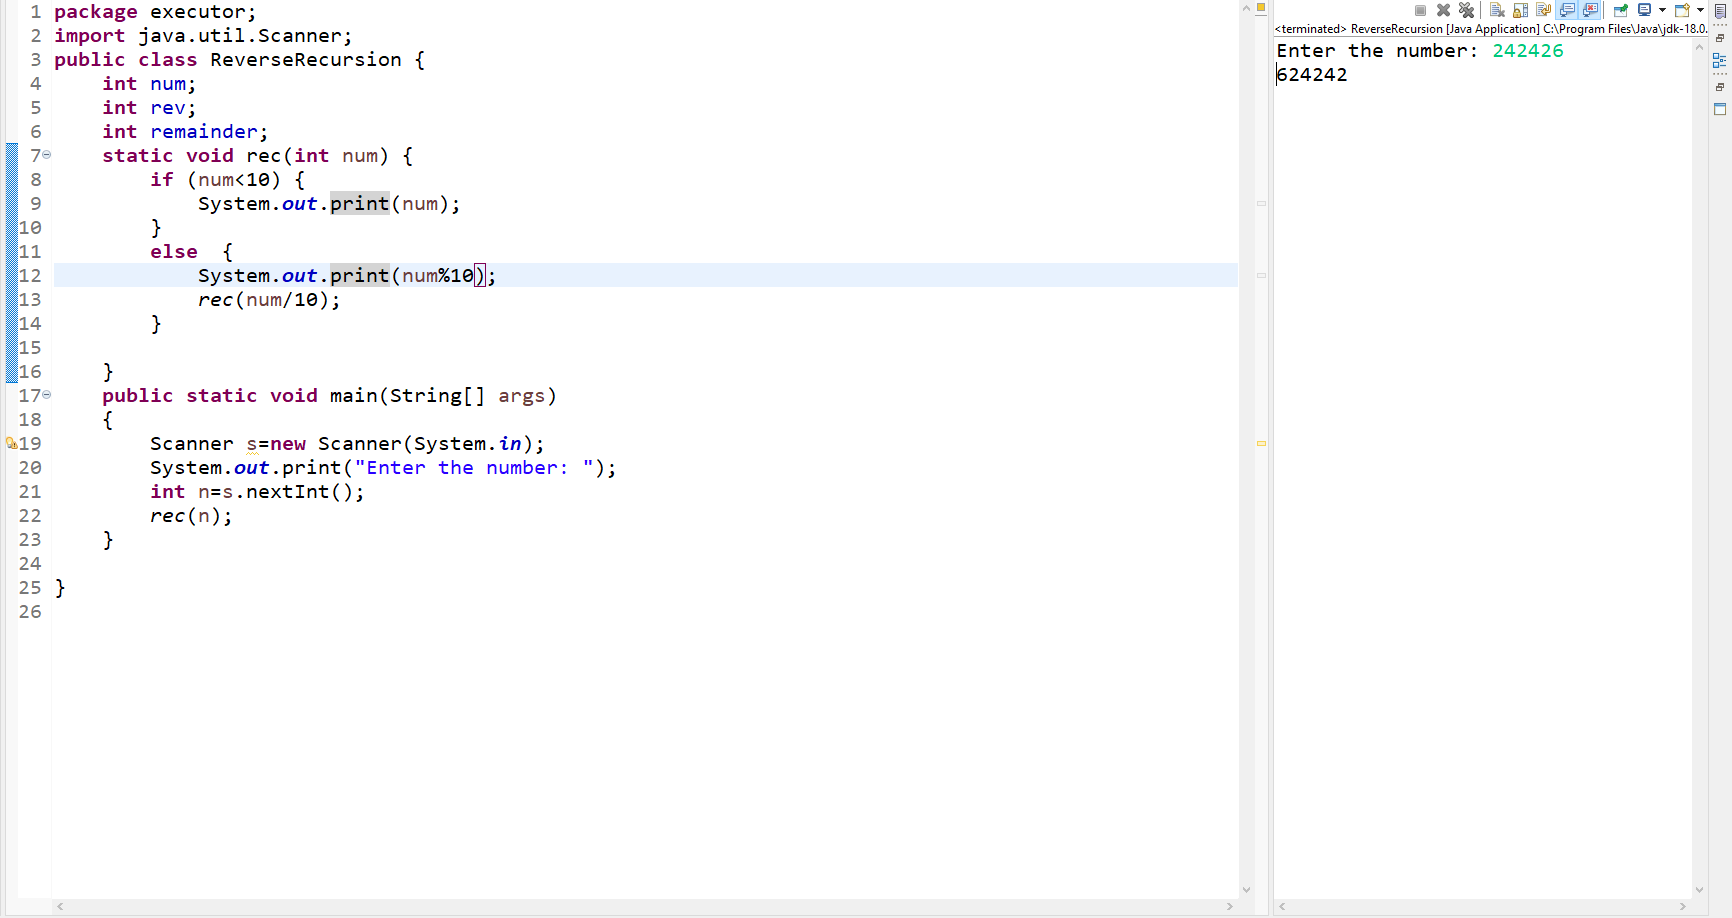 1 package executor;
2 import java.util.Scanner;
3 public class ReverseRecursion {
4     int num;
5     int rev;
6     int remainder;
7     static void rec(int num) {
8         if (num<10) {
9             System.out.print(num);
10         }
11         else  {
12             System.out.print(num%10);
13             rec(num/10);
14         }
15
16     }
17     public static void main(String[] args)
18     {
19         Scanner s=new Scanner(System.in);
20         System.out.print("Enter the number: ");
21         int n=s.nextInt();
22         rec(n);
23     }
24
25 }
26
<terminated> ReverseRecursion [Java Application] C:\Program Files\Java\jdk-18.0.
Enter the number: 242426
624242